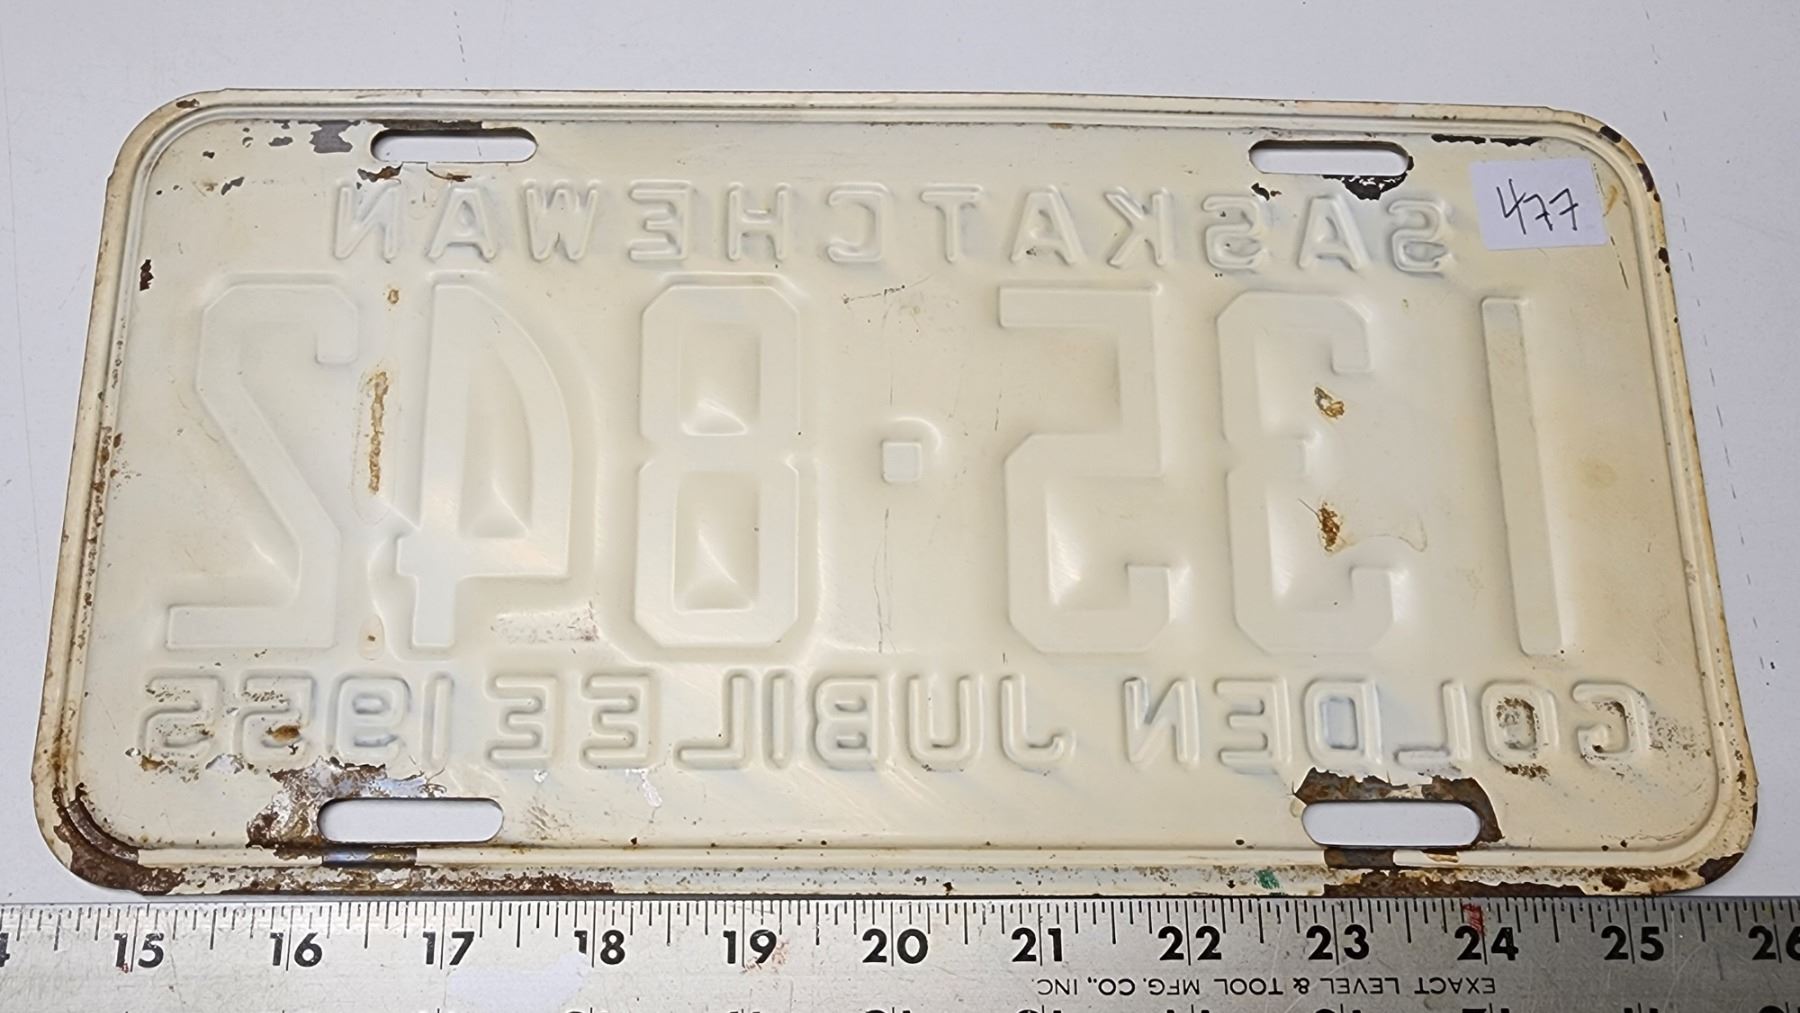 SASKATCHEWAN
477
135·842
GOLDEN JUBILEE 1955
15 16 17 18 19 20 21 22 23 24 25 26
EXACT LEVEL & TOOL MFG. CO., INC.